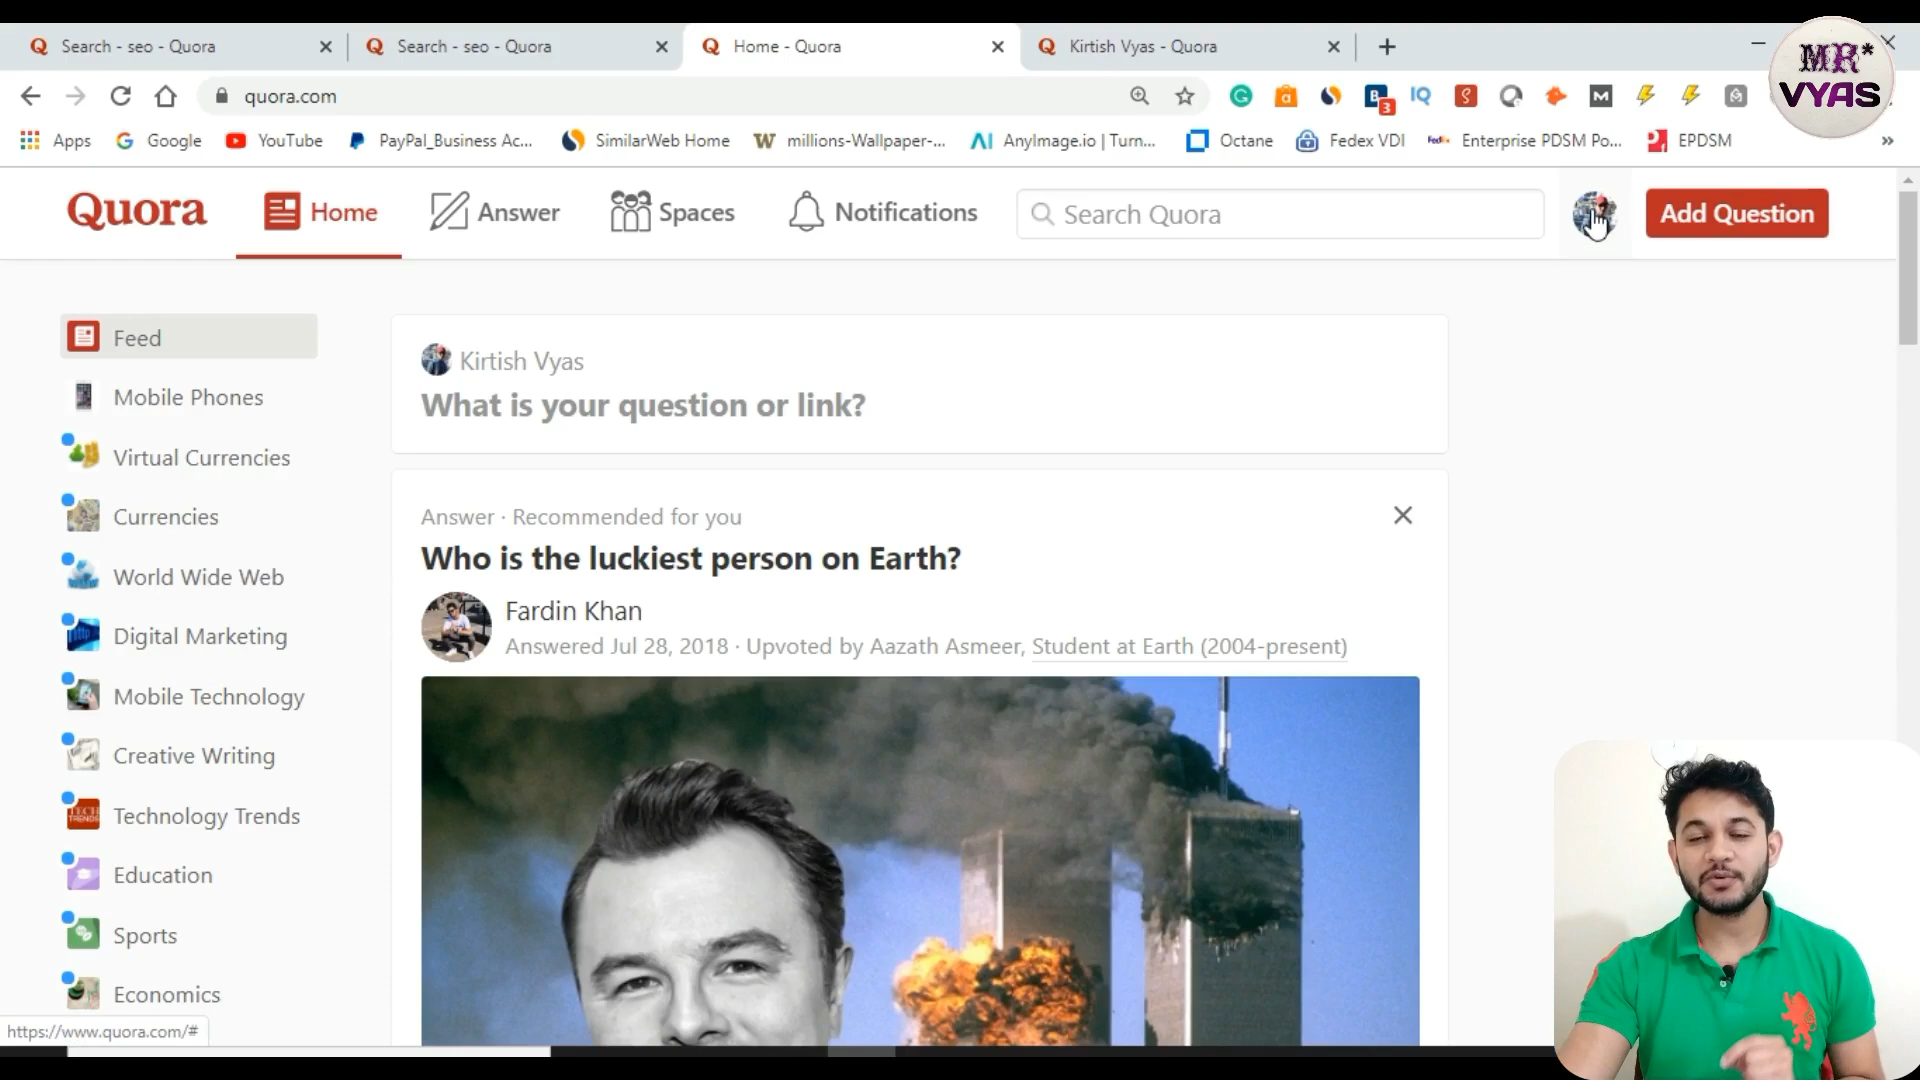 Search - seo - Quora
Search - seo - Quora
Home - Quora
Kirtish Vyas - Quora
MR*
VYAS
quora.com
3
Apps
Google
YouTube
PayPal_Business Ac...
SimilarWeb Home
millions-Wallpaper-...
AnyImage.io | Turn...
Octane
Fedex VDI
Enterprise PDSM Po...
EPDSM
Quora
Home
Answer
Spaces
Notifications
Search Quora
Add Question
Feed
Mobile Phones
Virtual Currencies
Currencies
World Wide Web
Digital Marketing
Mobile Technology
Creative Writing
Technology Trends
Education
Sports
Economics
Kirtish Vyas
What is your question or link?
Answer · Recommended for you
Who is the luckiest person on Earth?
Fardin Khan
Answered Jul 28, 2018 · Upvoted by Aazath Asmeer, Student at Earth (2004-present)
https://www.quora.com/#